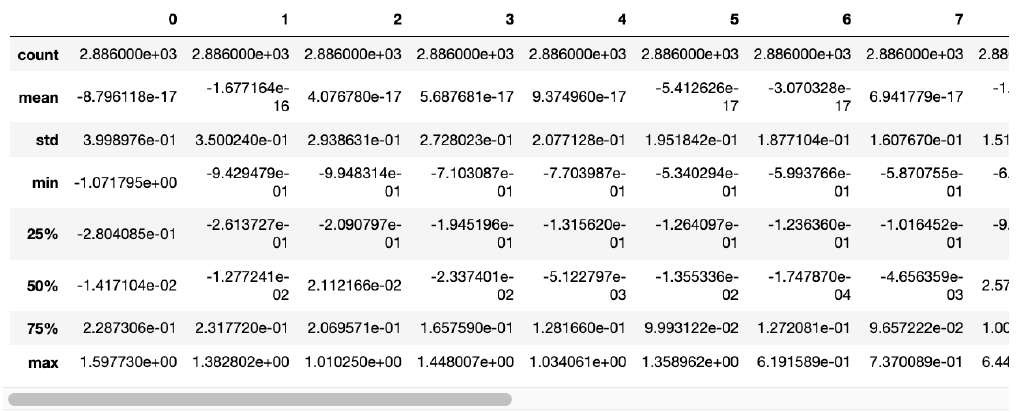 0 1 2 3 4 5 6 7
count 2.886000e+03 2.886000e+03 2.886000e+03 2.886000e+03 2.886000e+03 2.886000e+03 2.886000e+03 2.886000e+03 2.88
mean -8.796118e-17 -1.677164e-16 4.076780e-17 5.687681e-17 9.374960e-17 -5.412626e-17 -3.070328e-17 6.941779e-17 -1.
std 3.998976e-01 3.500240e-01 2.938631e-01 2.728023e-01 2.077128e-01 1.951842e-01 1.877104e-01 1.607670e-01 1.51
min -1.071795e+00 -9.429479e-01 -9.948314e-01 -7.103087e-01 -7.703987e-01 -5.340294e-01 -5.993766e-01 -5.870755e-01 -6.
25% -2.804085e-01 -2.613727e-01 -2.090797e-01 -1.945196e-01 -1.315620e-01 -1.264097e-01 -1.236360e-01 -1.016452e-01 -9.
50% -1.417104e-02 -1.277241e-02 2.112166e-02 -2.337401e-02 -5.122797e-03 -1.355336e-02 -1.747870e-04 -4.656359e-03 2.57
75% 2.287306e-01 2.317720e-01 2.069571e-01 1.657590e-01 1.281660e-01 9.993122e-02 1.272081e-01 9.657222e-02 1.00
max 1.597730e+00 1.382802e+00 1.010250e+00 1.448007e+00 1.034061e+00 1.358962e+00 6.191589e-01 7.370089e-01 6.44